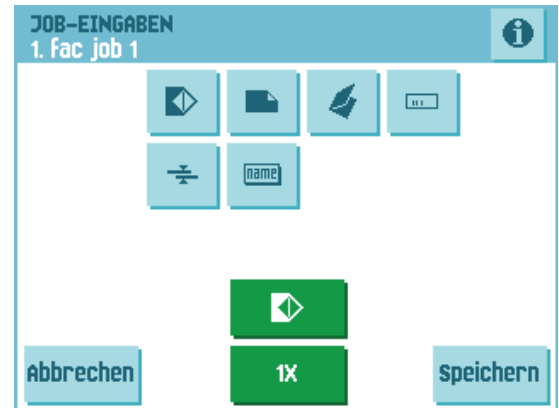 JOB-EINGABEN
1. Fac job 1
name
1X
Abbrechen
Speichern